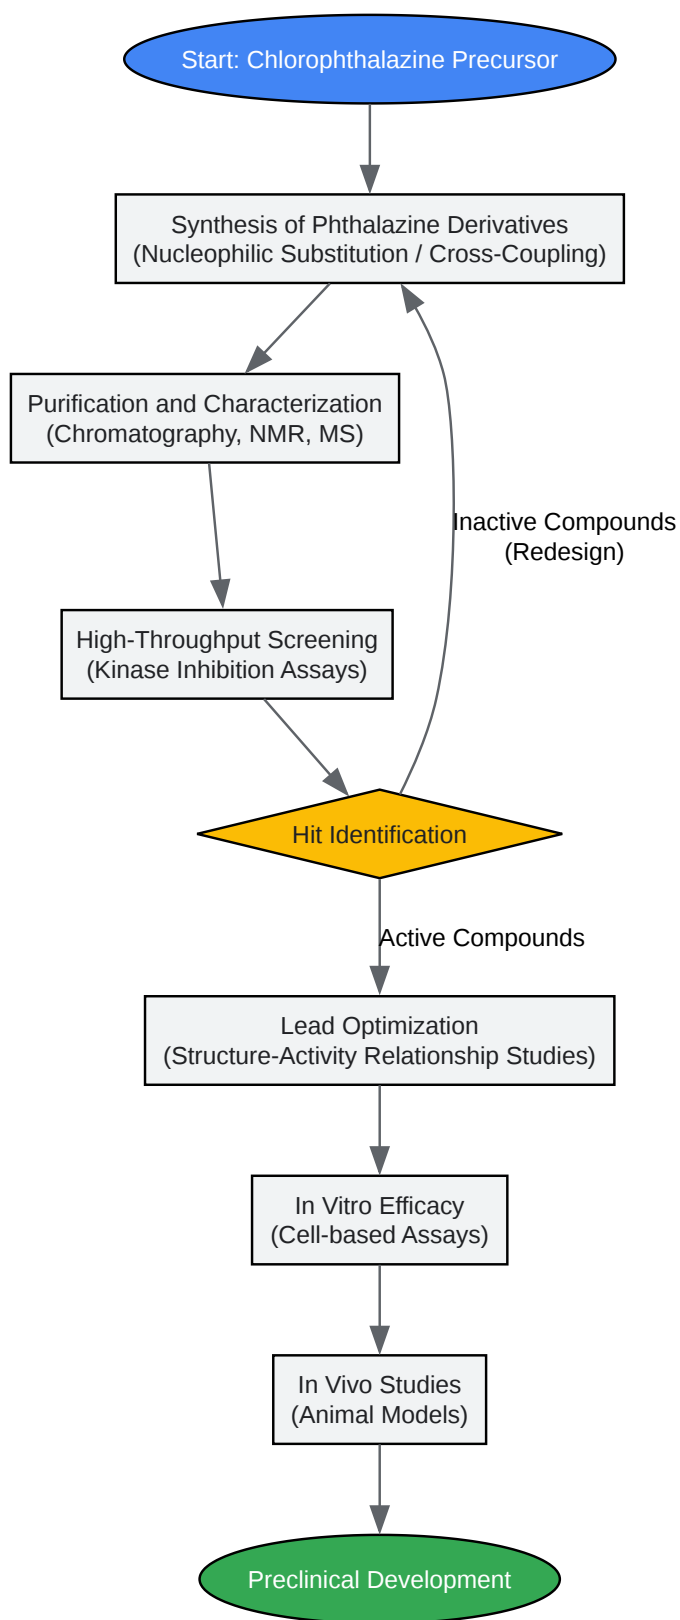 Start: Chlorophthalazine Precursor
Synthesis of Phthalazine Derivatives
(Nucleophilic Substitution / Cross-Coupling)
Purification and Characterization
(Chromatography, NMR, MS)
Inactive Compounds
(Redesign)
High-Throughput Screening
(Kinase Inhibition Assays)
Hit Identification
Active Compounds
Lead Optimization
(Structure-Activity Relationship Studies)
In Vitro Efficacy
(Cell-based Assays)
In Vivo Studies
(Animal Models)
Preclinical Development